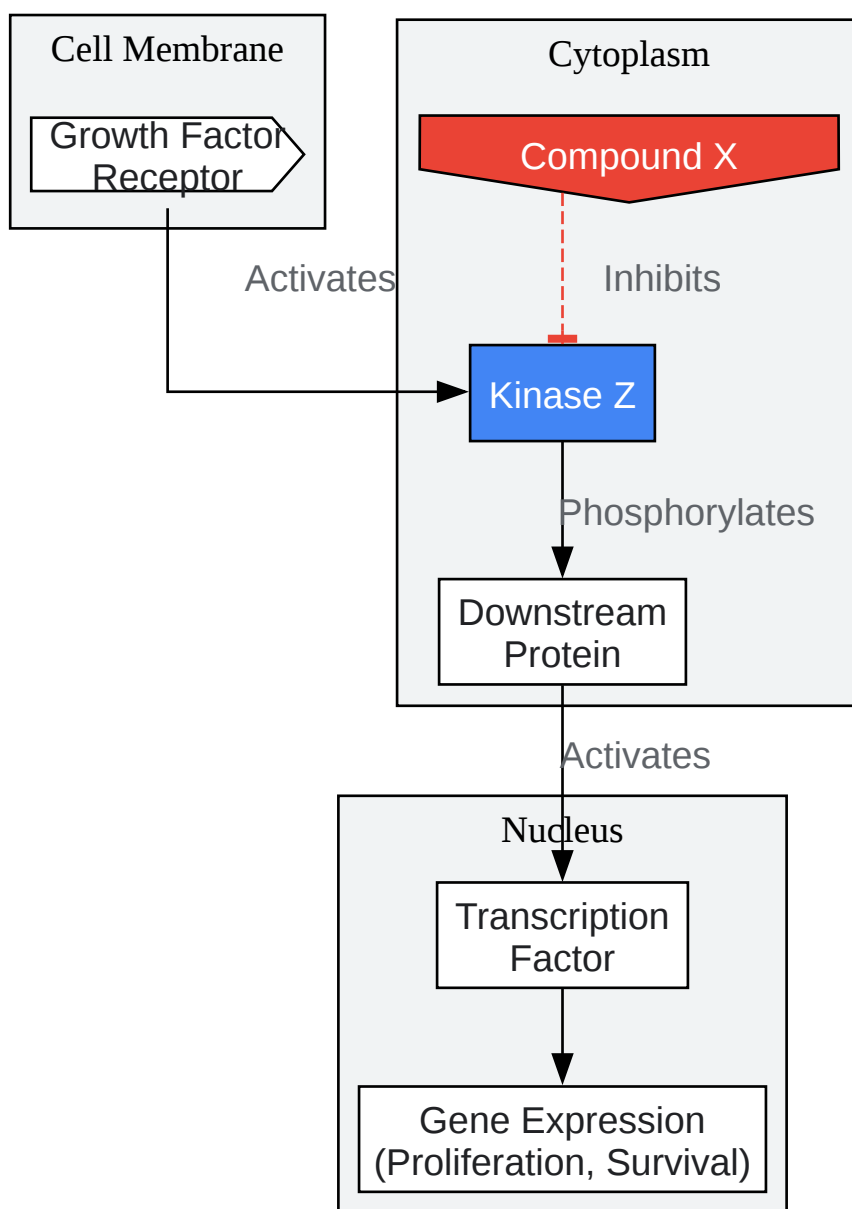 Cell Membrane
Growth Factor
Receptor
Cytoplasm
Compound X
Activates
Inhibits
Kinase Z
Phosphorylates
Downstream
Protein
Activates
Nucleus
Transcription
Factor
Gene Expression
(Proliferation, Survival)